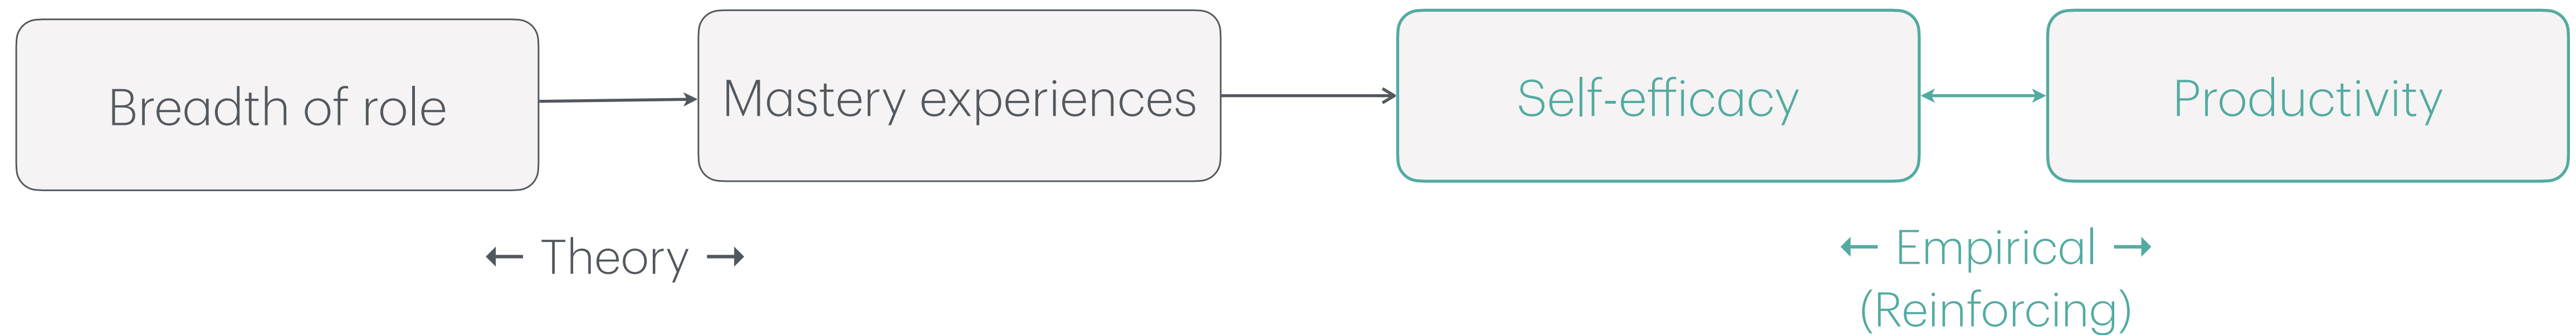 Breadth of role
Mastery experiences
Self-efficacy
Productivity
← Theory →
← Empirical →
(Reinforcing)